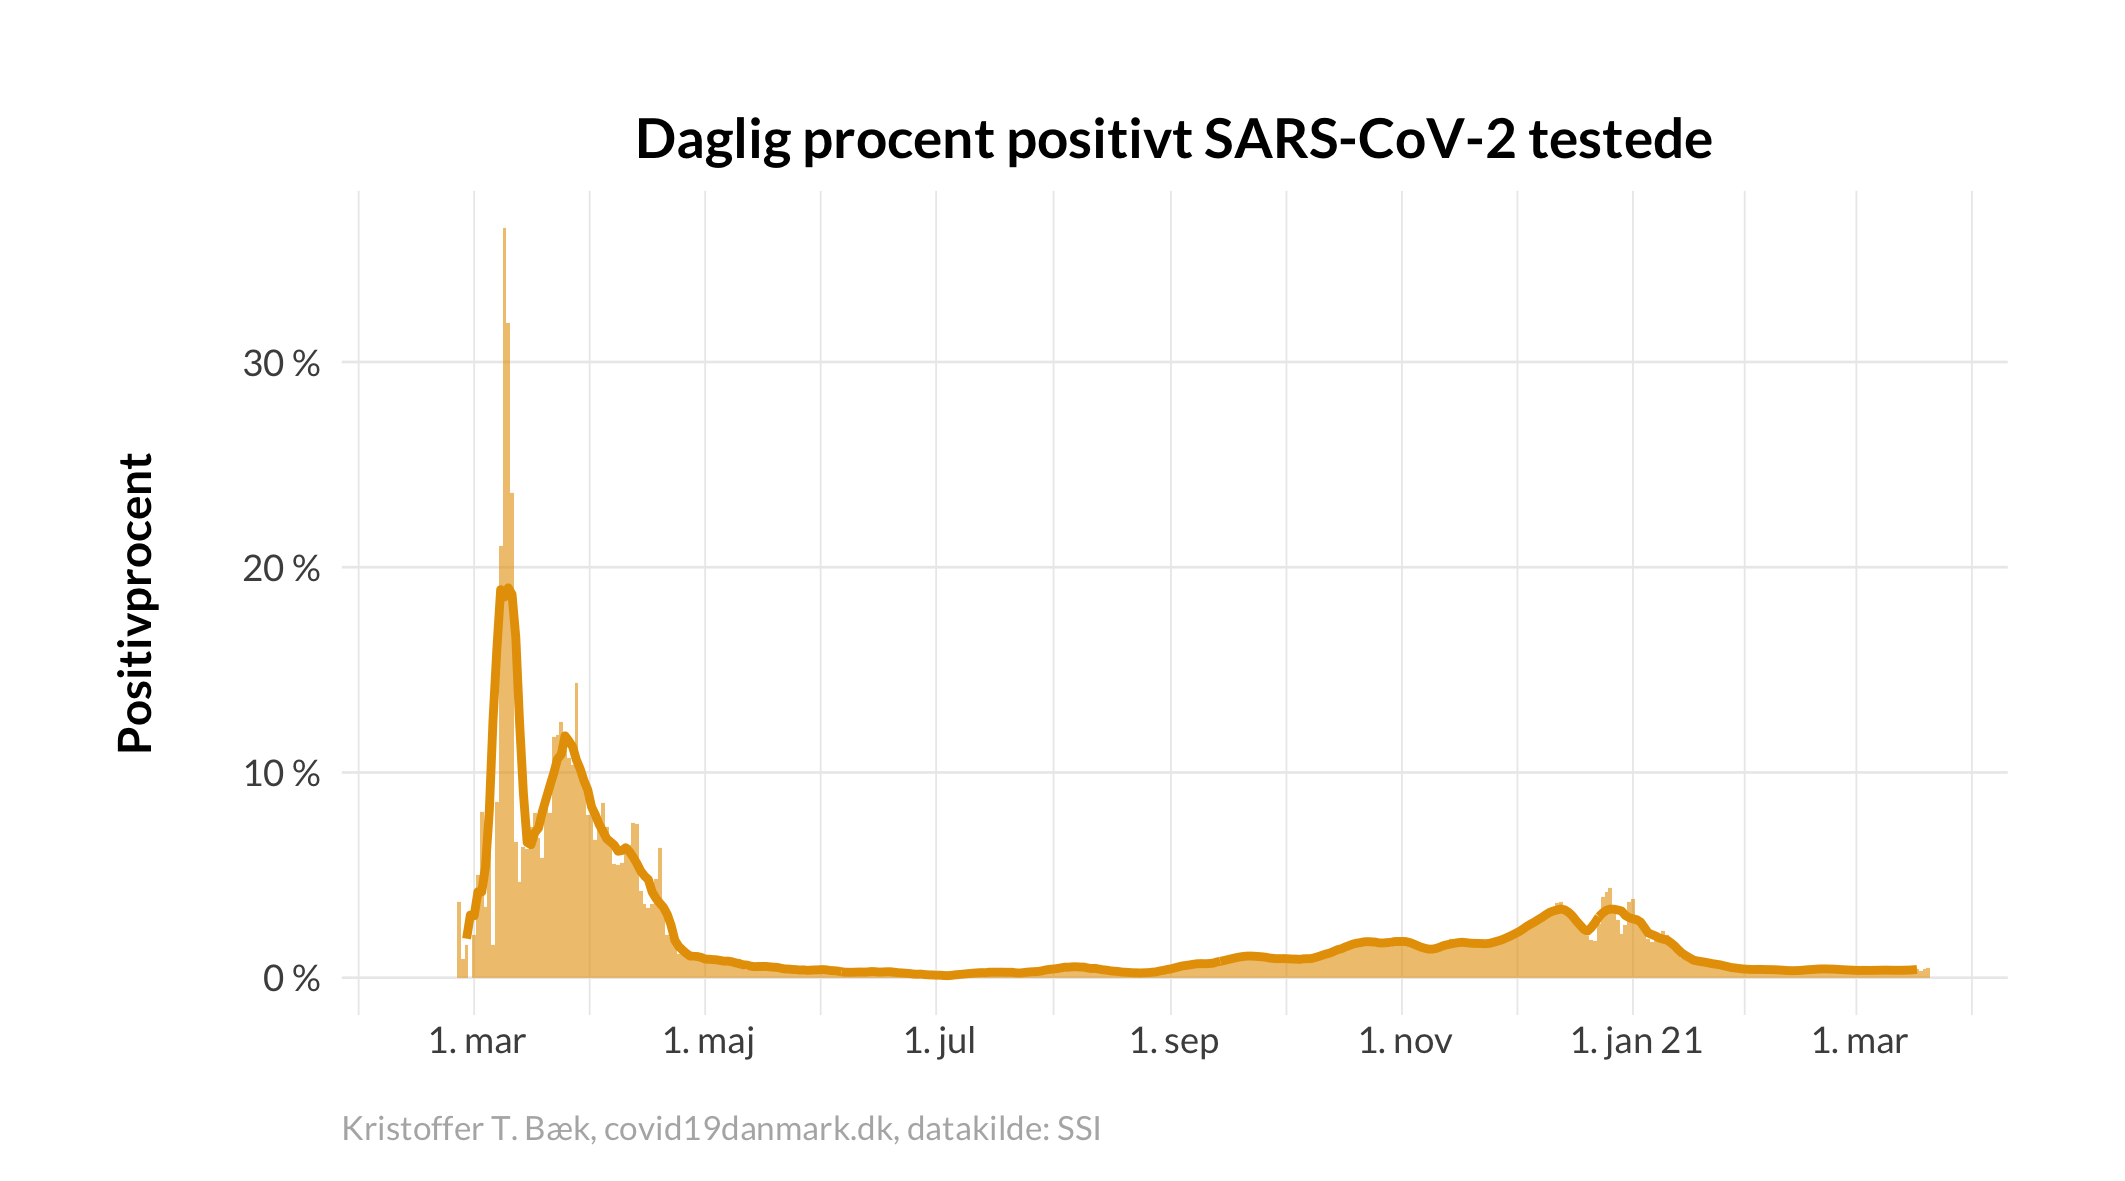 Daglig procent positivt SARS-CoV-2 testede
Positivprocent
30 %
20 %
10 %
0 %
1. mar
1. maj
1. jul
1. sep
1. nov
1. jan 21
1. mar
Kristoffer T. Bæk, covid19danmark.dk, datakilde: SSI